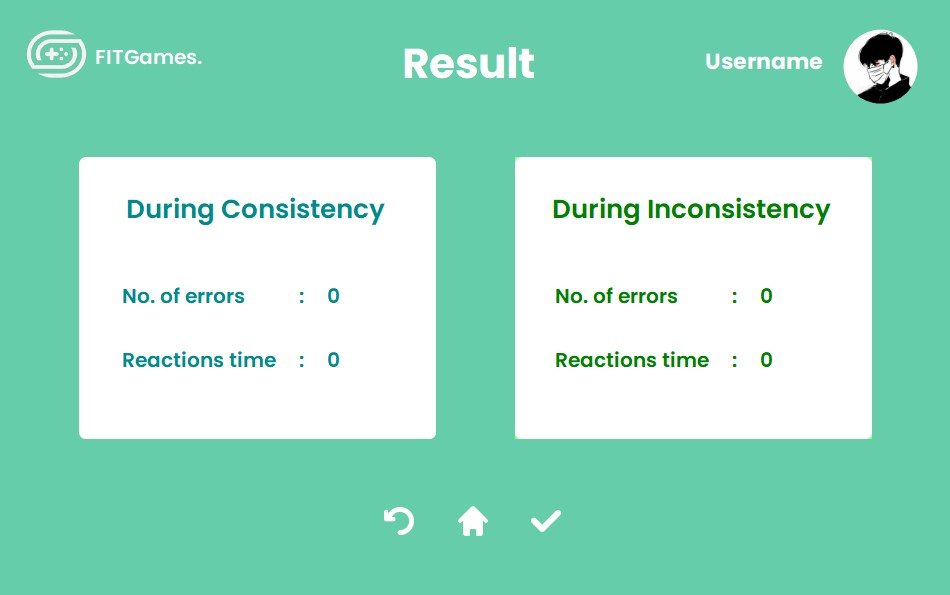 FITGames.
Result
Username
During Consistency
No. of errors : 0
Reactions time : 0
During Inconsistency
No. of errors : 0
Reactions time : 0